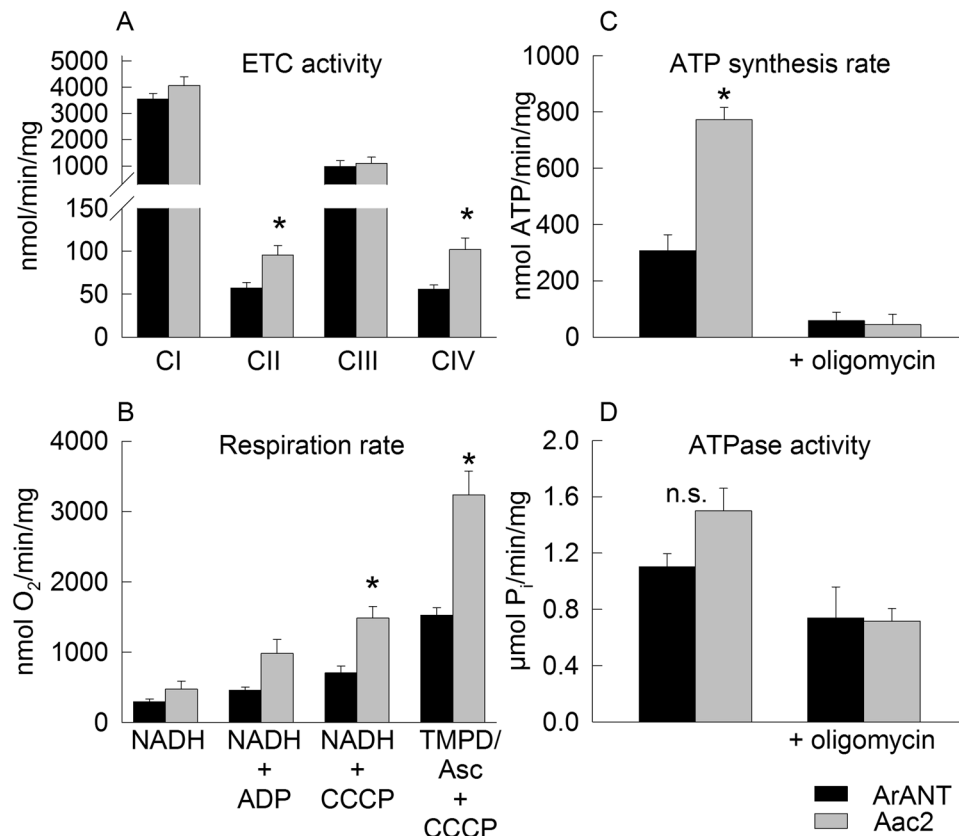 A
ETC activity
nmol/min/mg
5000
4000
3000
2000
1000
150
100
50
0
*
*
CI CII CIII CIV
B
Respiration rate
nmol O₂/min/mg
4000
3000
2000
1000
0
*
*
NADH NADH NADH TMPD/
+ + Asc
ADP CCCP +
CCCP
C
ATP synthesis rate
nmol ATP/min/mg
1000
800
600
400
200
0
*
+ oligomycin
D
ATPase activity
µmol Pᵢ/min/mg
2.0
1.6
1.2
0.8
0.4
0.0
n.s.
+ oligomycin
ArANT
Aac2